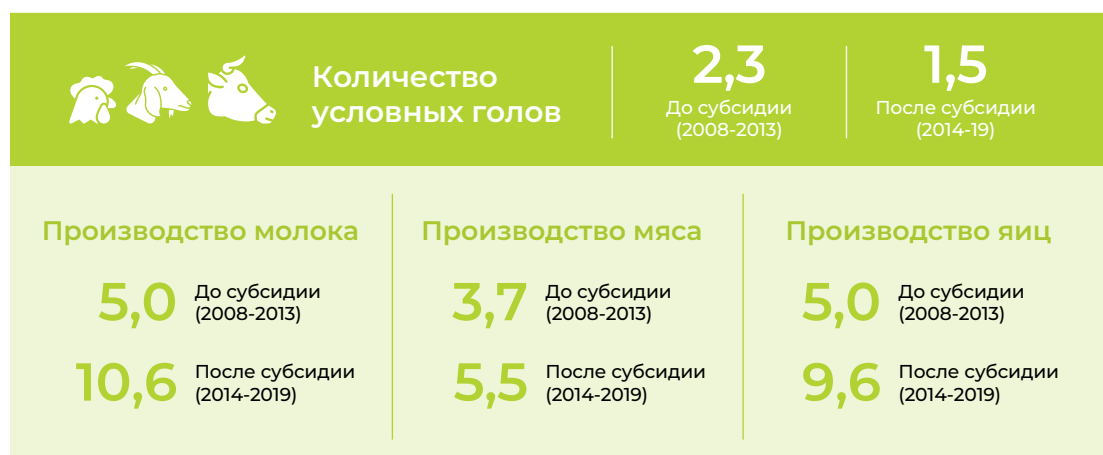 Количество
условных голов
2,3
До субсидии
(2008-2013)
1,5
После субсидии
(2014-19)
Производство молока
5,0
До субсидии
(2008-2013)
10,6
После субсидии
(2014-2019)
Производство мяса
3,7
До субсидии
(2008-2013)
5,5
После субсидии
(2014-2019)
Производство яиц
5,0
До субсидии
(2008-2013)
9,6
После субсидии
(2014-2019)